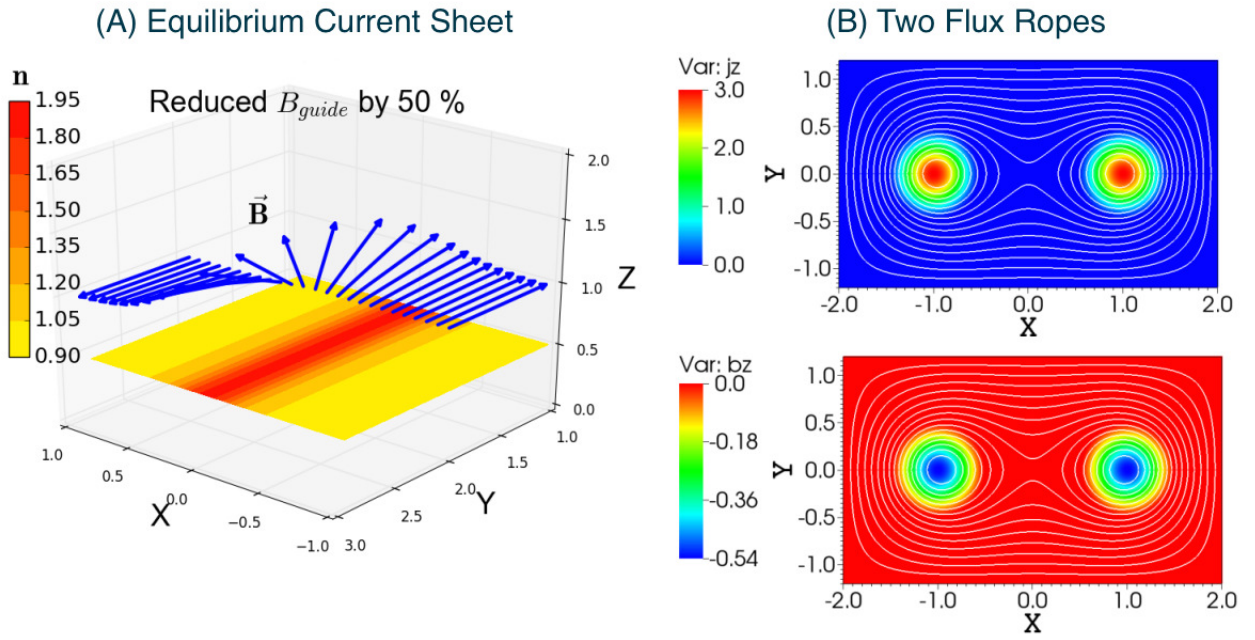 (A) Equilibrium Current Sheet
(B) Two Flux Ropes
n
1.95
1.80
1.65
1.50
1.35
1.20
1.05
0.90
Reduced B_guide by 50 %
B⃗
2.0
1.5
1.0
0.5
0.0
Z
1.0
0.5
0.0
−0.5
−1.0
X
3.0
2.5
2.0
1.5
1.0
Y
Var: jz
3.0
2.0
1.0
0.0
1.0
0.5
0.0
-0.5
-1.0
Y
-2.0 -1.0 0.0 1.0 2.0
X
Var: bz
0.0
-0.18
-0.36
-0.54
1.0
0.5
0.0
-0.5
-1.0
Y
-2.0 -1.0 0.0 1.0 2.0
X